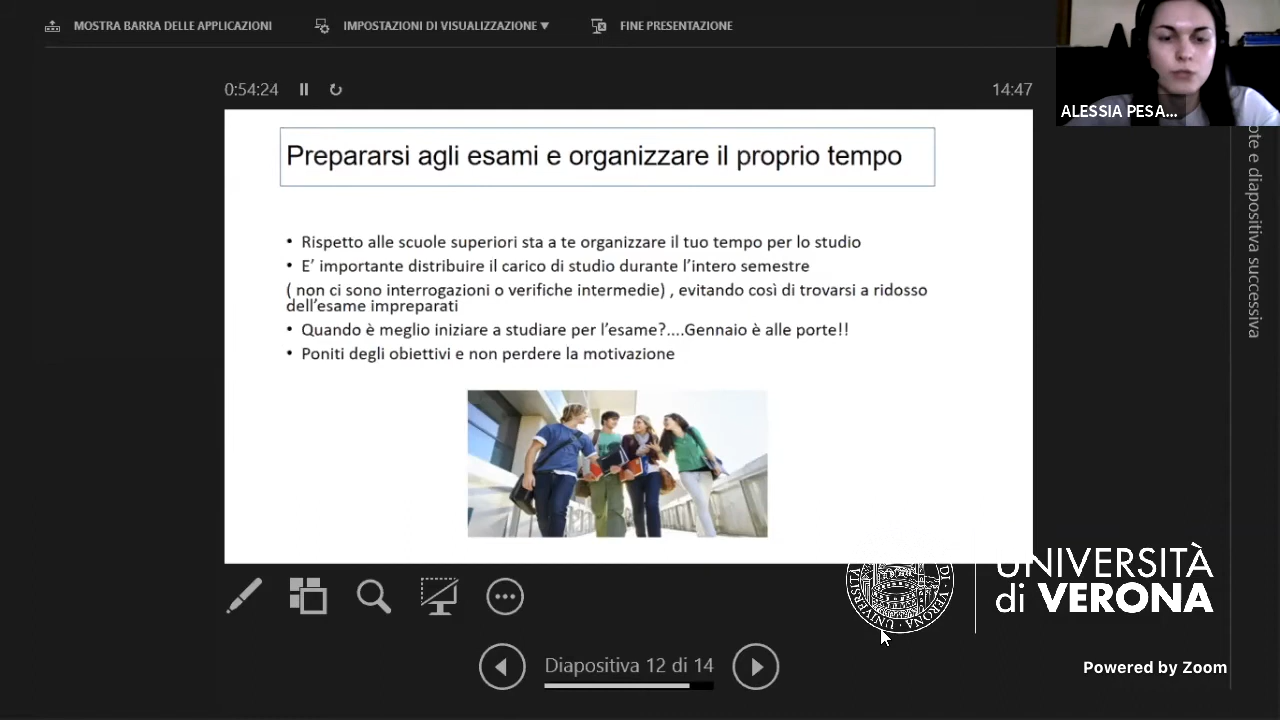 MOSTRA BARRA DELLE APPLICAZIONI
IMPOSTAZIONI DI VISUALIZZAZIONE ▼
FINE PRESENTAZIONE
ALESSIA PESA...
0:54:24
14:47
Prepararsi agli esami e organizzare il proprio tempo
• Rispetto alle scuole superiori sta a te organizzare il tuo tempo per lo studio
• E’ importante distribuire il carico di studio durante l’intero semestre
( non ci sono interrogazioni o verifiche intermedie) , evitando così di trovarsi a ridosso
dell’esame impreparati
• Quando è meglio iniziare a studiare per l’esame?....Gennaio è alle porte!!
• Poniti degli obiettivi e non perdere la motivazione
e diapositiva successiva
UNIVERSITÀ
di VERONA
DI VERONA
Diapositiva 12 di 14
Powered by Zoom